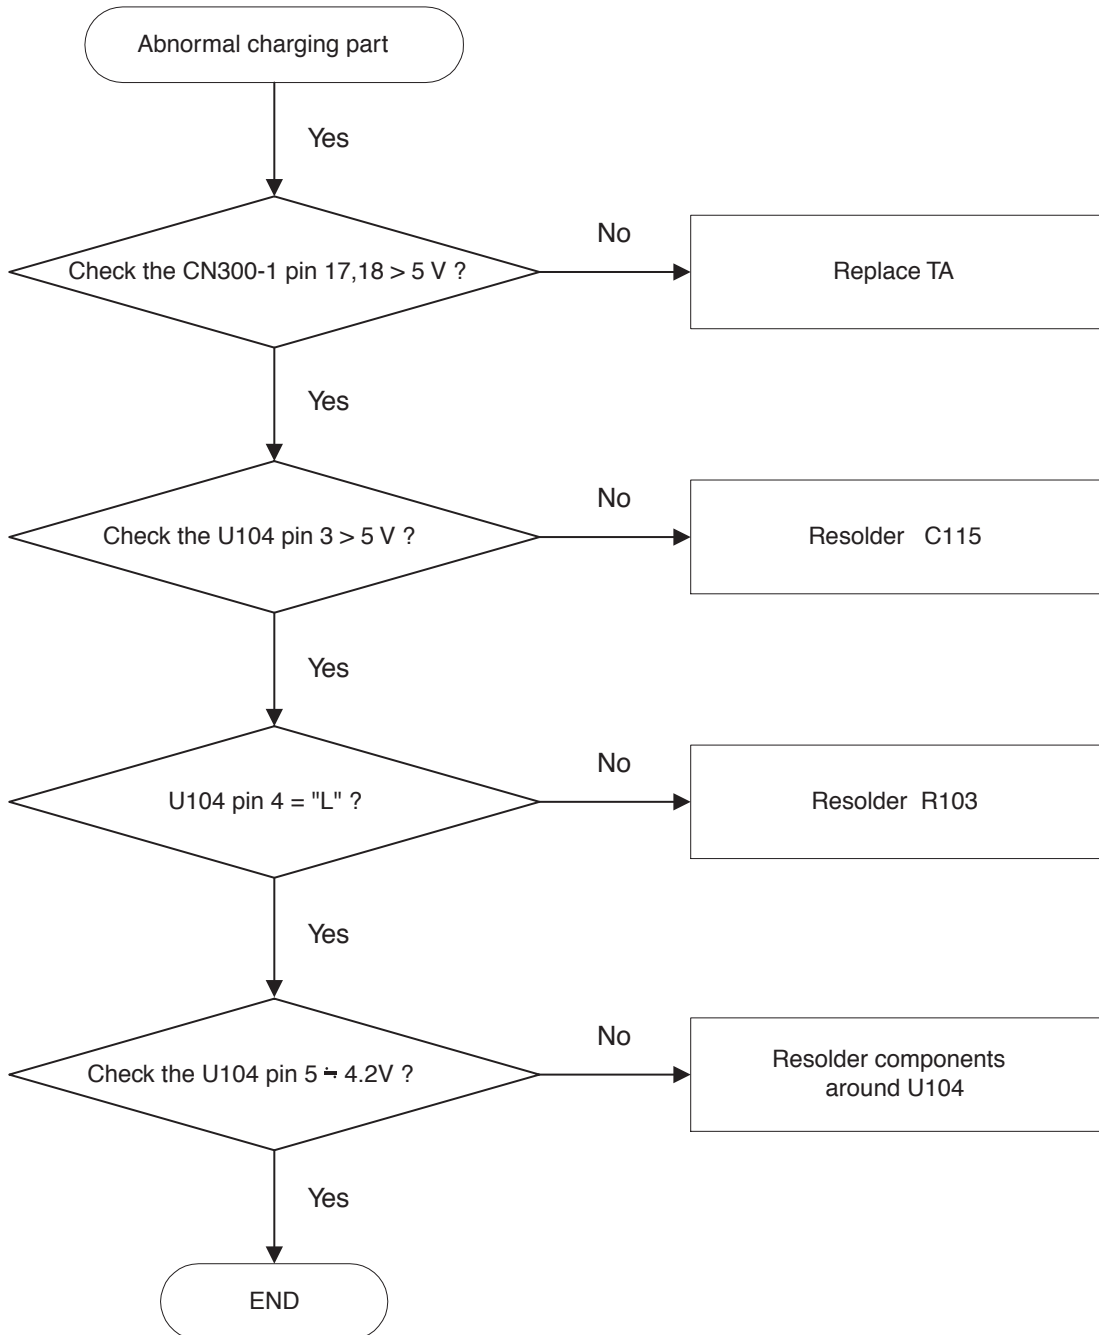 Abnormal charging part
Yes
Check the CN300-1 pin 17,18 > 5 V ?
No
Replace TA
Yes
Check the U104 pin 3 > 5 V ?
No
Resolder C115
Yes
U104 pin 4 = "L" ?
No
Resolder R103
Yes
Check the U104 pin 5 ≒ 4.2V ?
No
Resolder components
around U104
Yes
END